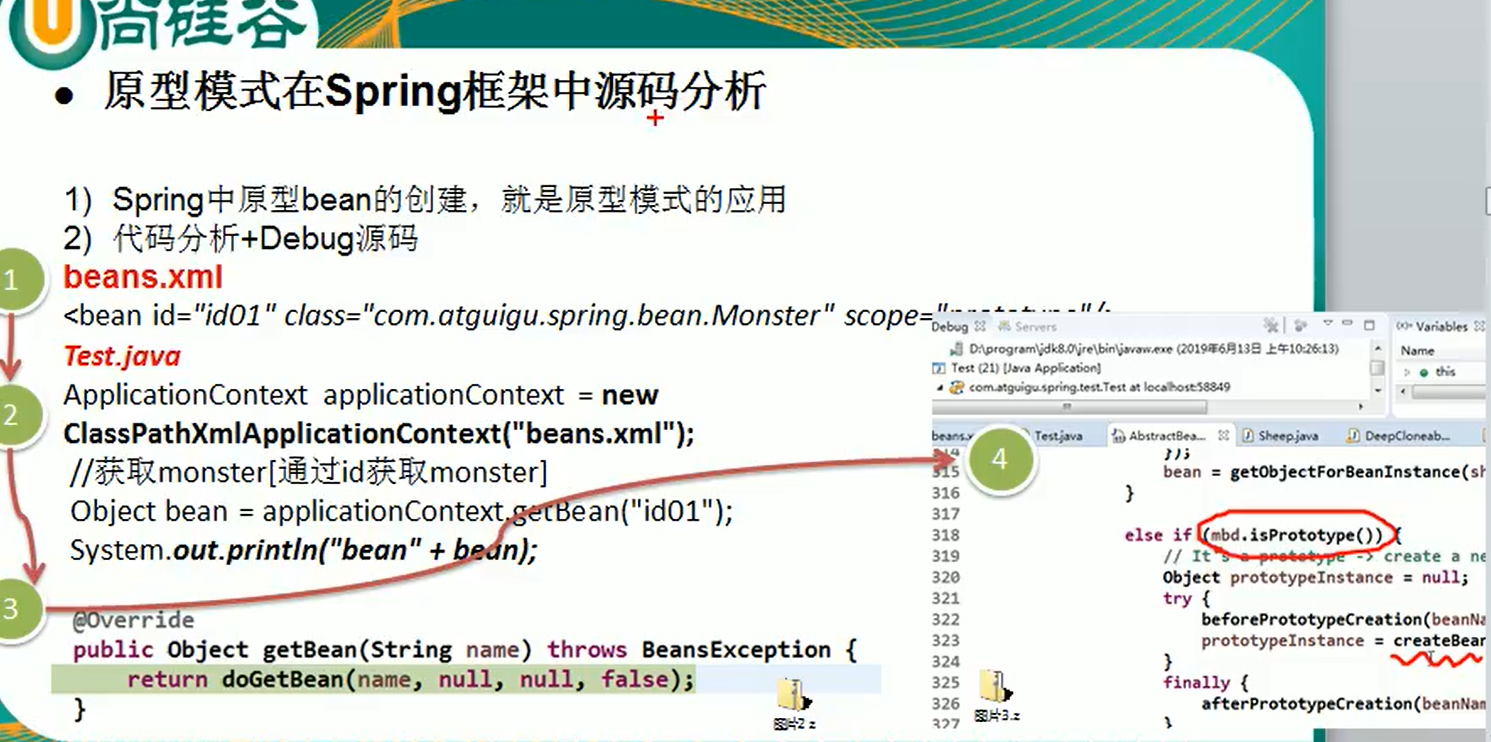 尚硅谷
● 原型模式在Spring框架中源码分析
1) Spring中原型bean的创建，就是原型模式的应用
2) 代码分析+Debug源码
1
beans.xml
<bean id="id01" class="com.atguigu.spring.bean.Monster" scope="prototype"/
Test.java
2
ApplicationContext applicationContext = new
ClassPathXmlApplicationContext("beans.xml");
//获取monster[通过id获取monster]
Object bean = applicationContext.getBean("id01");
System.out.println("bean" + bean);
3
@Override
public Object getBean(String name) throws BeansException {
return doGetBean(name, null, null, false);
}
图片2.z
Debug Servers
D:\program\jdk8.0\jre\bin\javaw.exe (2019年6月13日 上午10:26:13)
Test (21) [Java Application]
com.atguigu.spring.test.Test at localhost:58849
(x)= Variables
Name
this
beans.x Test.java AbstractBea... Sheep.java DeepCloneab...
4
314 });
315 bean = getObjectForBeanInstance(sh
316 }
317
318 else if (mbd.isPrototype()) {
319 // It's a prototype -> create a ne
320 Object prototypeInstance = null;
321 try {
322 beforePrototypeCreation(beanNa
323 prototypeInstance = createBean
324 }
325 finally {
326 afterPrototypeCreation(beanNam
327 }
图片3.z